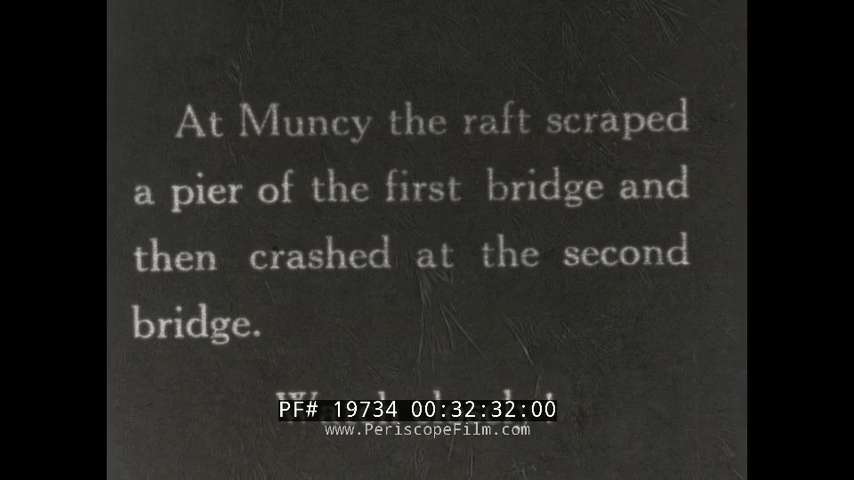 At Muncy the raft scraped
a pier of the first bridge and
then crashed at the second
bridge.
PF# 19734 00:32:32:00
www.PeriscopeFilm.com